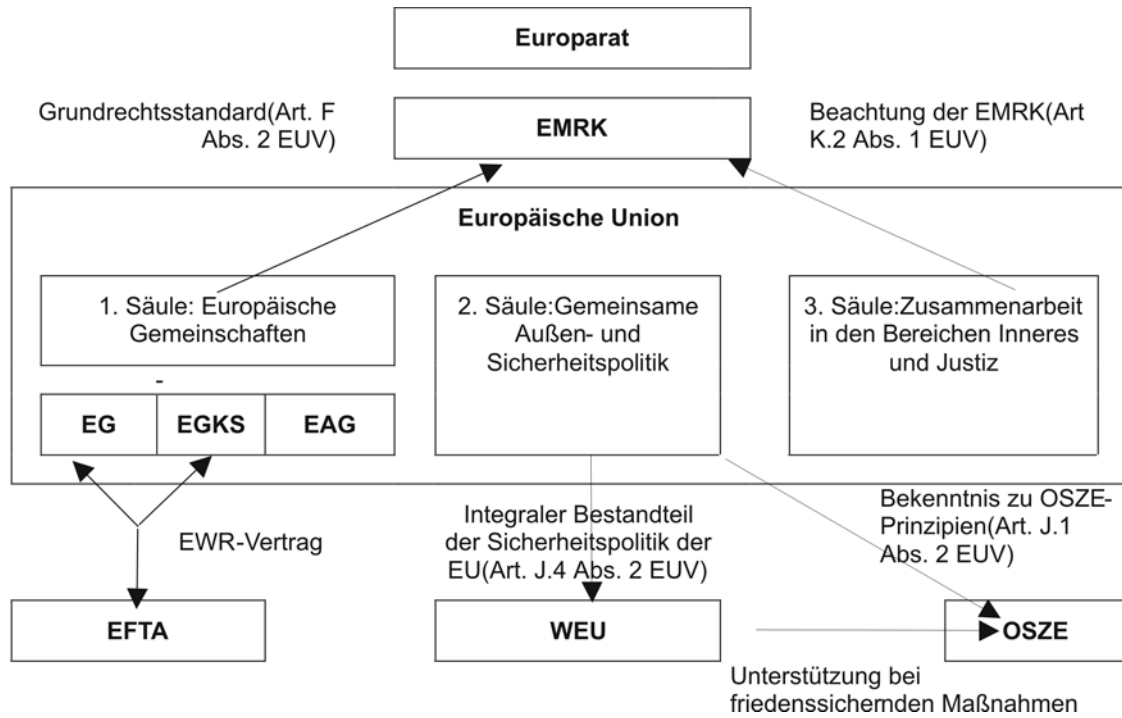 Europarat
Grundrechtsstandard(Art. F
Abs. 2 EUV)
EMRK
Beachtung der EMRK(Art
K.2 Abs. 1 EUV)
Europäische Union
1. Säule: Europäische
Gemeinschaften
2. Säule:Gemeinsame
Außen- und
Sicherheitspolitik
3. Säule:Zusammenarbeit
in den Bereichen Inneres
und Justiz
-
EG
EGKS
EAG
EWR-Vertrag
Integraler Bestandteil
der Sicherheitspolitik der
EU(Art. J.4 Abs. 2 EUV)
Bekenntnis zu OSZE-
Prinzipien(Art. J.1
Abs. 2 EUV)
EFTA
WEU
OSZE
Unterstützung bei
friedenssichernden Maßnahmen